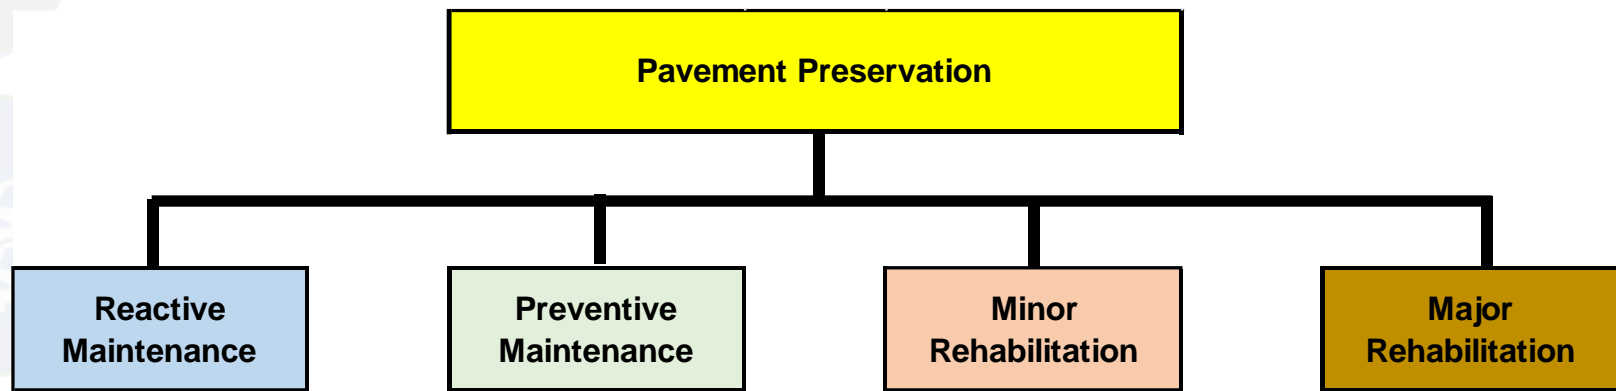 Pavement Preservation
Reactive
Maintenance
Preventive
Maintenance
Minor
Rehabilitation
Major
Rehabilitation